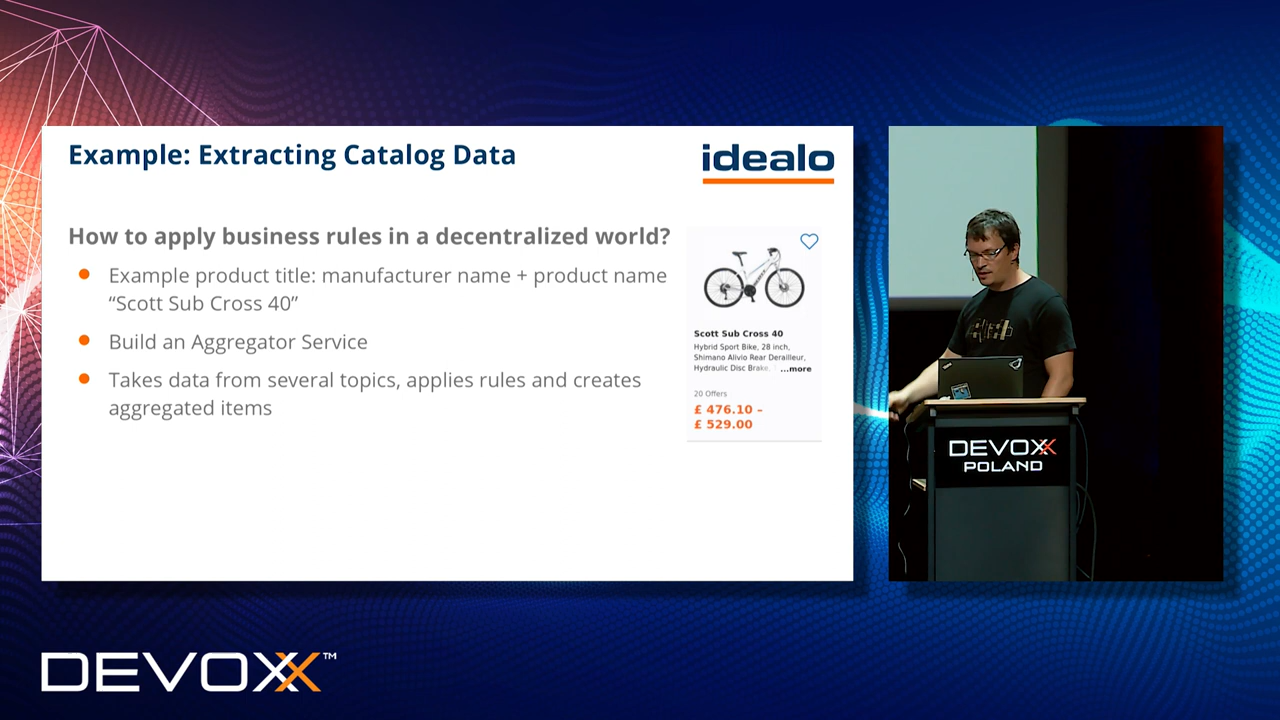 Example: Extracting Catalog Data
idealo
How to apply business rules in a decentralized world?
Example product title: manufacturer name + product name
“Scott Sub Cross 40”
Build an Aggregator Service
Takes data from several topics, applies rules and creates
aggregated items
Scott Sub Cross 40
Hybrid Sport Bike, 28 inch,
Shimano Alivio Rear Derailleur,
Hydraulic Disc Brake, ...more
20 Offers
£ 476.10 –
£ 529.00
DEVOXX
POLAND
DEVOXX™